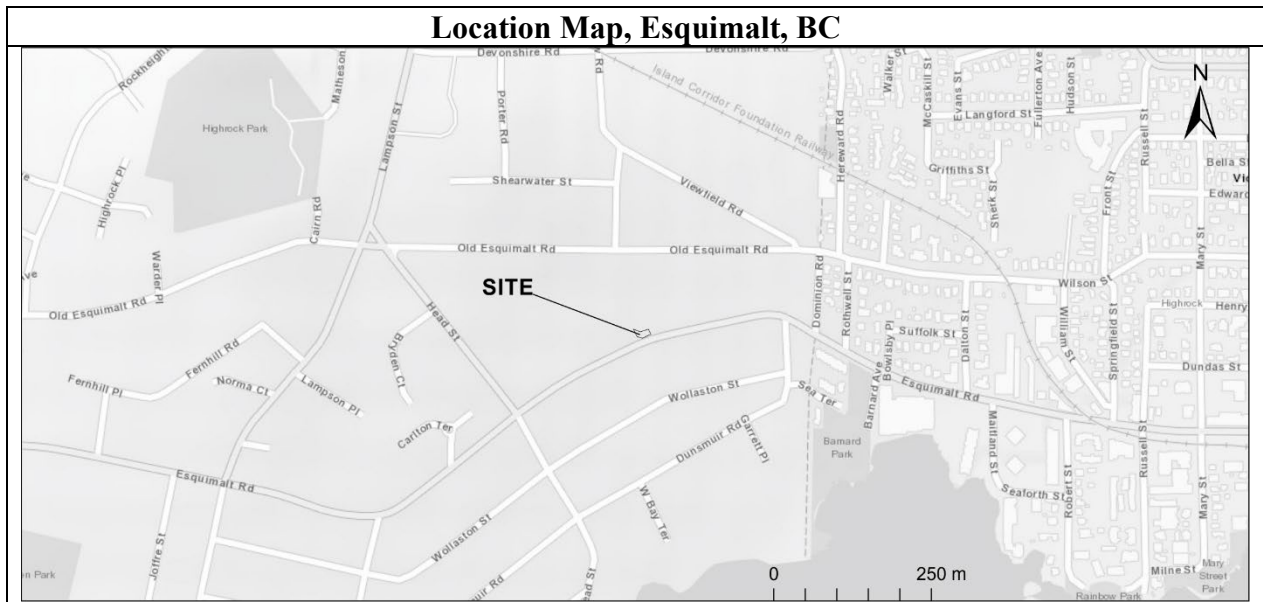 Location Map, Esquimalt, BC
Devonshire Rd
Devonshire Rd
Rockheight
Matheson
Highrock Park
Lampson St
Porter Rd
Island Corridor Foundation Railway
Hereward Rd
Walker St
McCaskill St
Evans St
Fullerton Ave
Hudson St
Langford St
Russell St
N
Highrock Pl
Shearwater St
Viewfield Rd
Griffiths St
Shetk St
Front St
Bella S
Edward
Mary St
Cairn Rd
Warder Pl
Old Esquimalt Rd
Old Esquimalt Rd
Old Esquimalt Rd
Wilson St
SITE
Head St
Dominion Rd
Rothwell St
Bowlsby Pl
Suffolk St
Dalton St
William St
Springfield St
Highrock
Henry
Fernhill Rd
Bryden Ct
Dundas St
Fernhill Pl
Norma Ct
Lampson Pl
Wollaston St
Sea Ter
Barnard Ave
Esquimalt Rd
Carlton Ter
Dunsmuir Rd
Garrett Pl
Barnard
Park
Maitland St
Russell St
Esquimalt Rd
Seaforth St
Robert St
Mary St
Joffre St
Wollaston St
W Bay Ter
0
250 m
n Park
muir Rd
ead St
Milne St
Mary
Street
Park
Rainbow Park